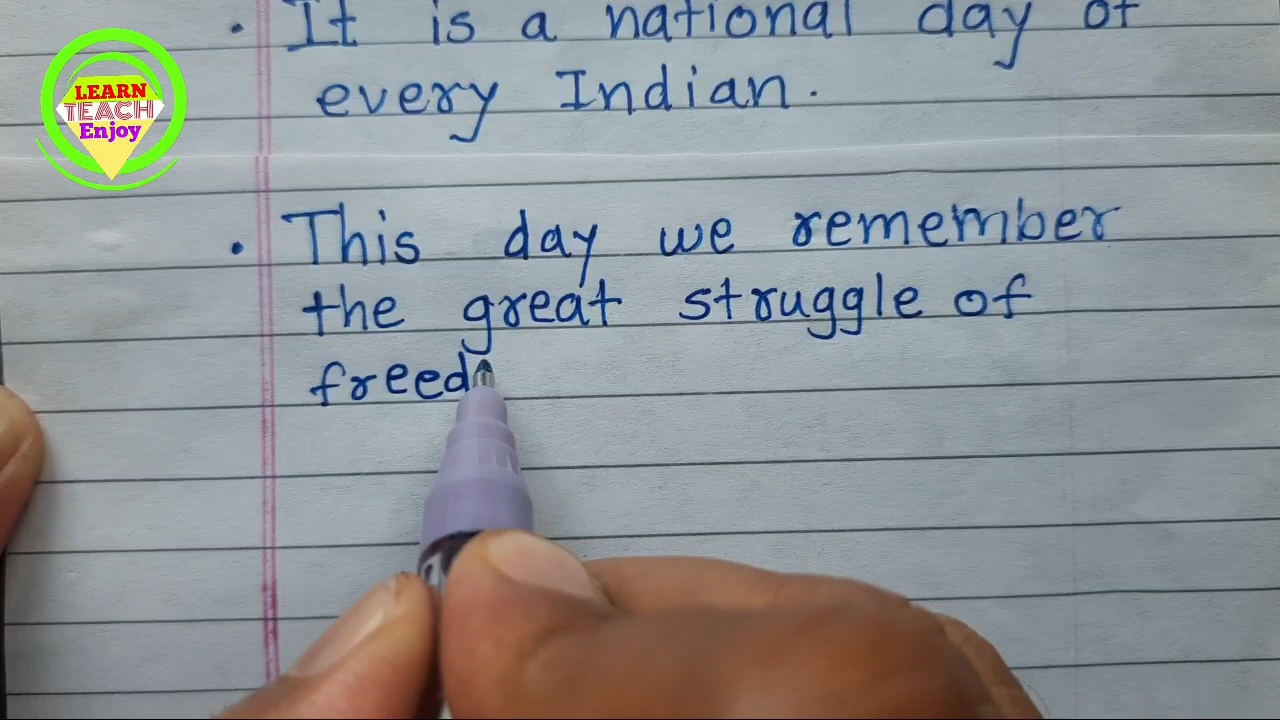 LEARN
TEACH
Enjoy
• It is a national day of
every Indian.
• This day we remember
the great struggle of
freed